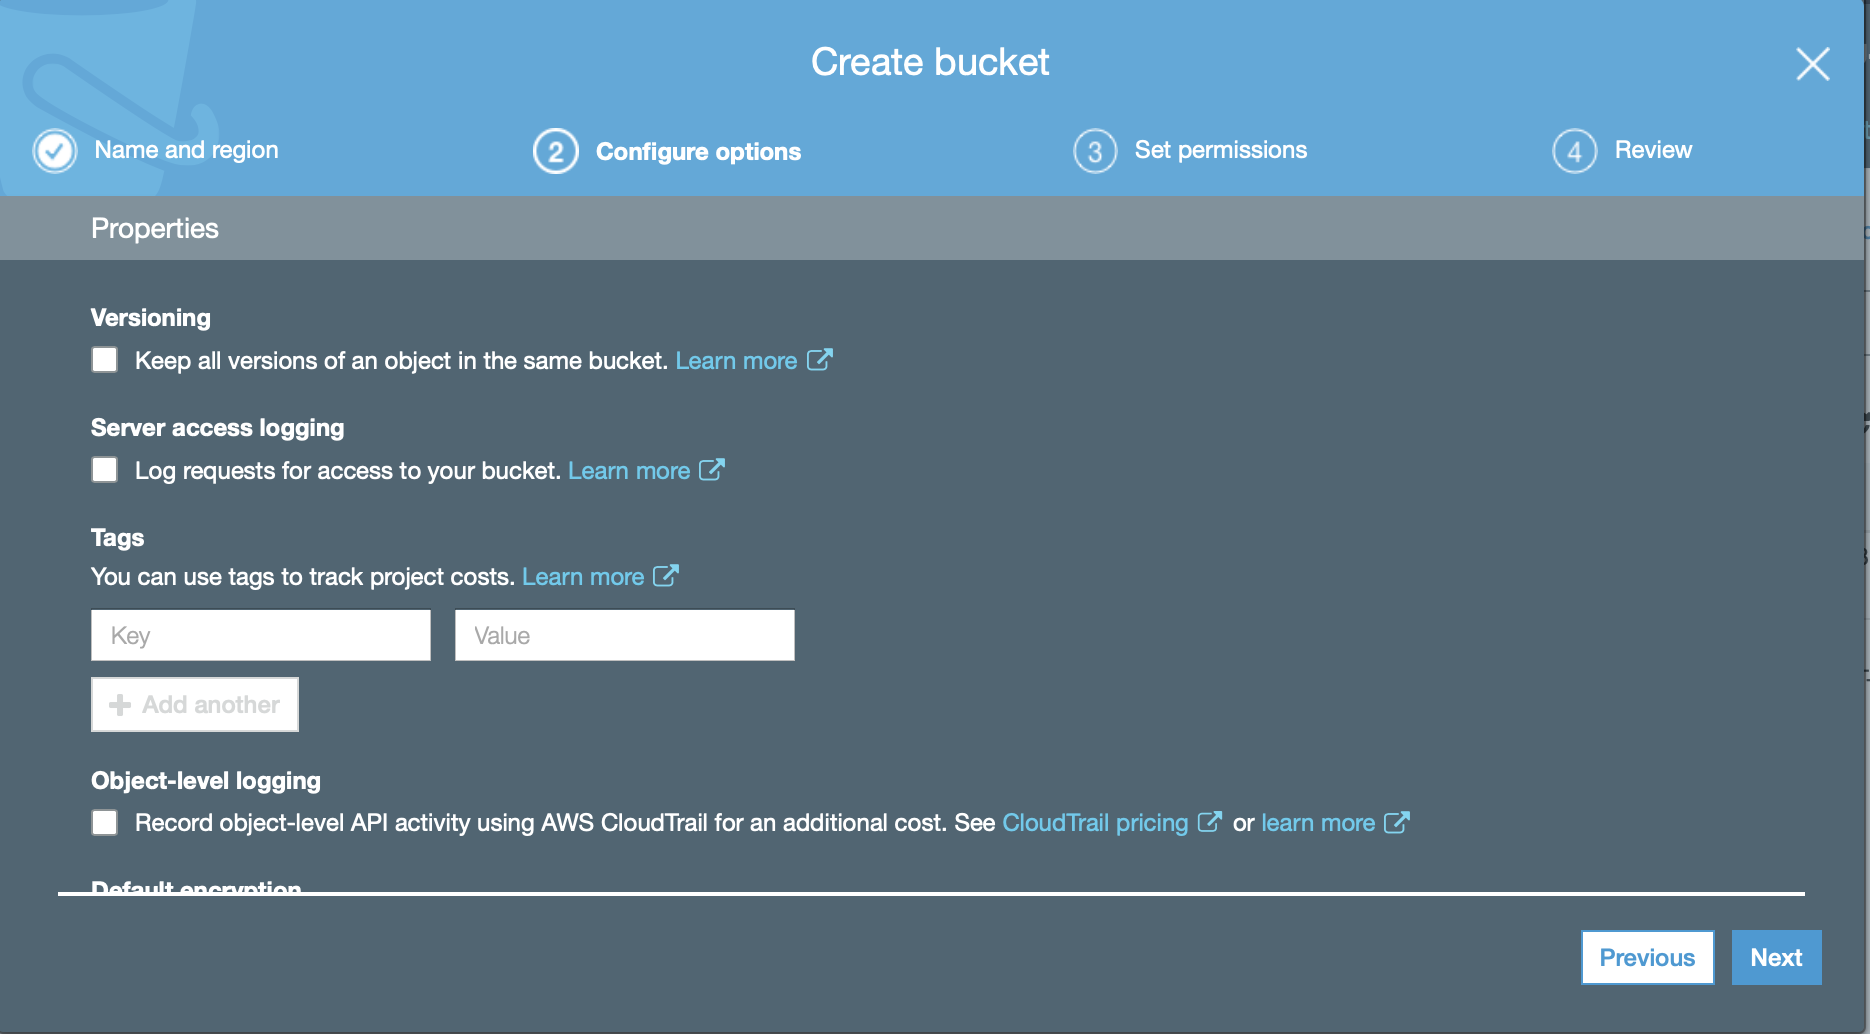 Create bucket
Name and region
2 Configure options
3 Set permissions
4 Review
Properties
Versioning
Keep all versions of an object in the same bucket. Learn more
Server access logging
Log requests for access to your bucket. Learn more
Tags
You can use tags to track project costs. Learn more
Key Value
Add another
Object-level logging
Record object-level API activity using AWS CloudTrail for an additional cost. See CloudTrail pricing or learn more
Default encryption
Previous Next